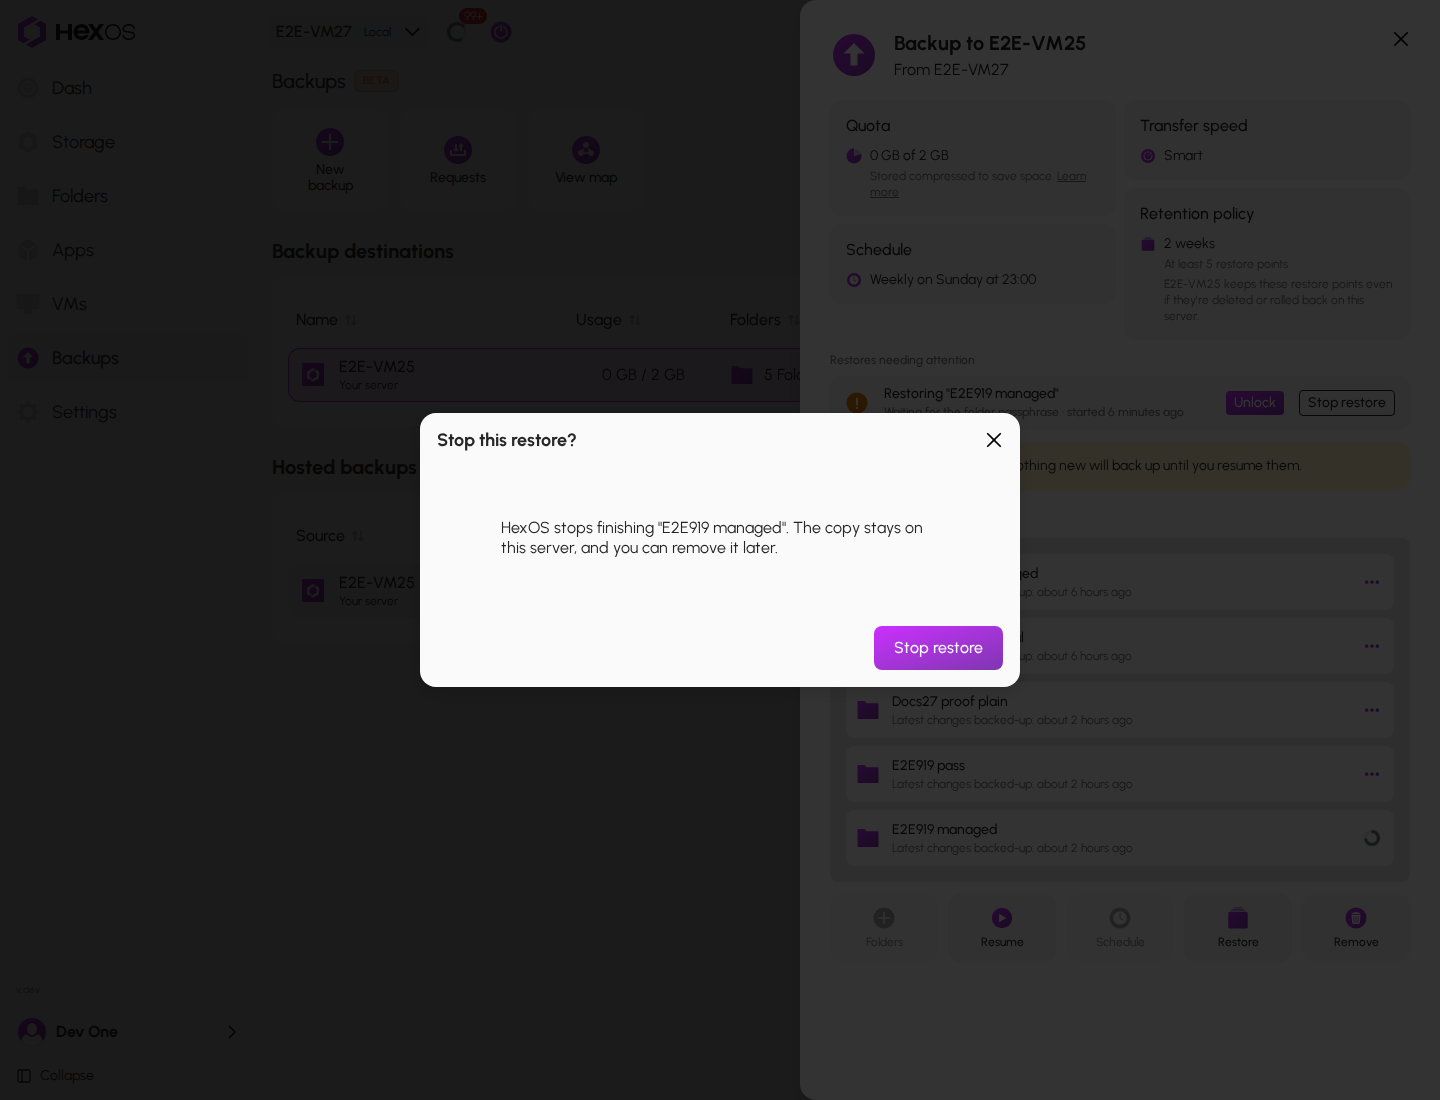 HexOS
E2E-VM27 Local
99+
Dash
Storage
Folders
Apps
VMs
Backups
Settings
Backups BETA
New
backup
Requests
View map
Backup destinations
Name
Usage
Folders
E2E-VM25
Your server
0 GB / 2 GB
5 Fold
Hosted backups
Source
E2E-VM25
Your server
Dev One
Collapse
Backup to E2E-VM25
From E2E-VM27
Quota
0 GB of 2 GB
Stored compressed to save space. Learn
more
Transfer speed
Smart
Schedule
Weekly on Sunday at 23:00
Retention policy
2 weeks
At least 5 restore points
E2E-VM25 keeps these restore points even
if they're deleted or rolled back on this
server.
Restores needing attention
Restoring "E2E919 managed"
Waiting for the folder passphrase · started 6 minutes ago
Unlock
Stop restore
othing new will back up until you resume them.
Stop this restore?
HexOS stops finishing "E2E919 managed". The copy stays on
this server, and you can remove it later.
Stop restore
ged
up: about 6 hours ago
up: about 6 hours ago
Docs27 proof plain
Latest changes backed-up: about 2 hours ago
E2E919 pass
Latest changes backed-up: about 2 hours ago
E2E919 managed
Latest changes backed-up: about 2 hours ago
Folders
Resume
Schedule
Restore
Remove